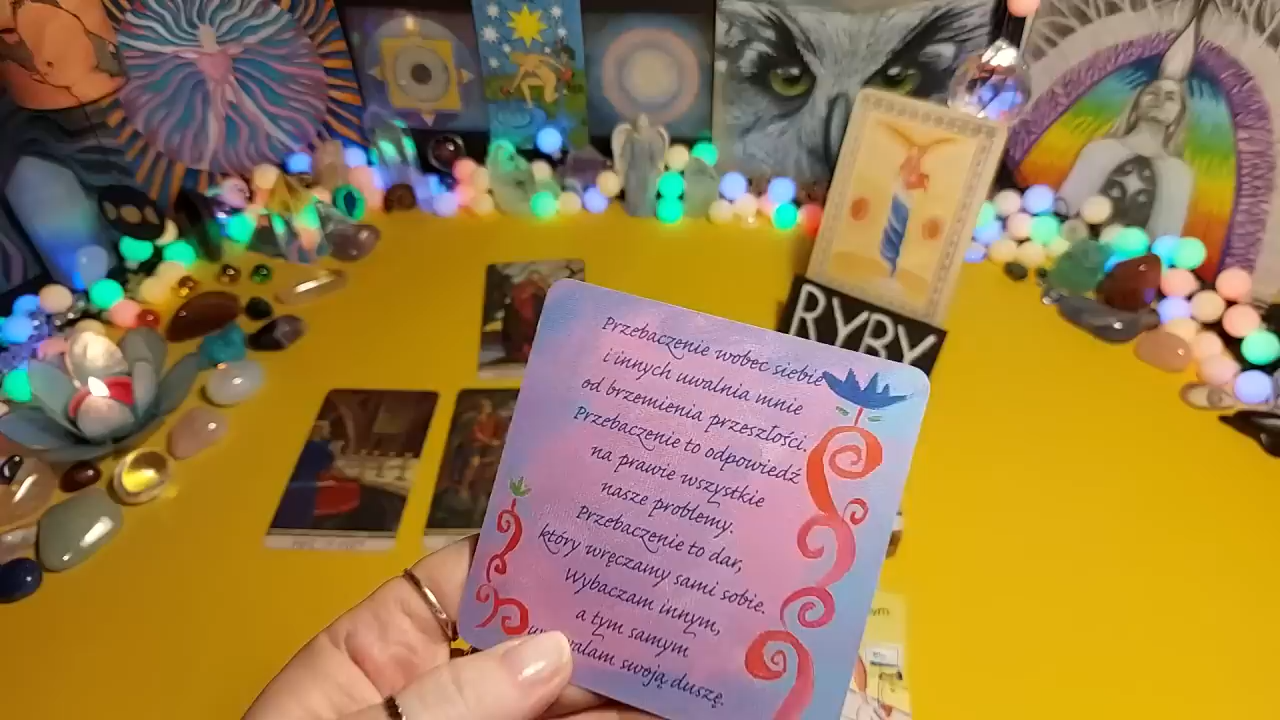 RYBY
Przebaczenie wobec siebie
i innych uwalnia mnie
od brzemienia przeszłości.
Przebaczenie to odpowiedź
na prawie wszystkie
nasze problemy.
Przebaczenie to dar,
który wręczamy sami sobie.
Wybaczam innym,
a tym samym
swoją duszę.